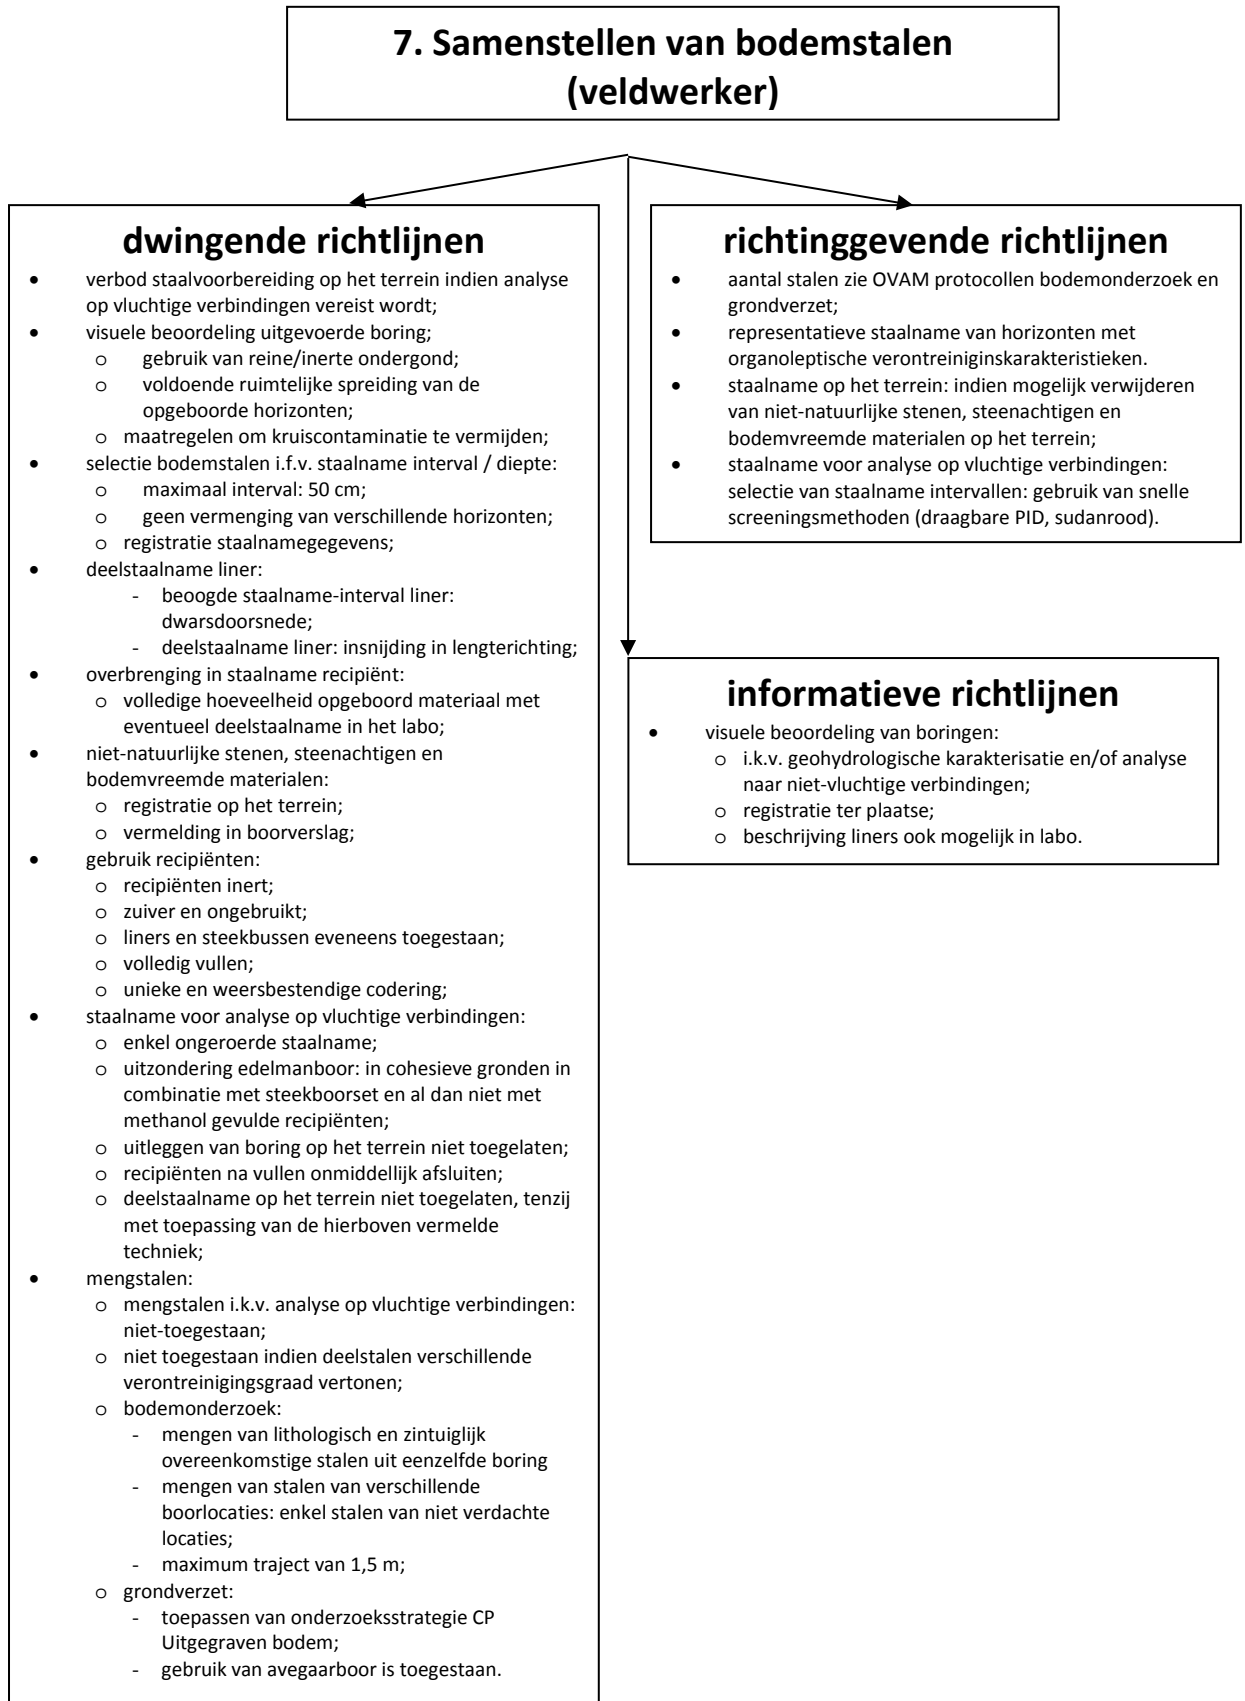 7. Samenstellen van bodemstalen
(veldwerker)
dwingende richtlijnen
• verbod staalvoorbereiding op het terrein indien analyse
op vluchtige verbindingen vereist wordt;
• visuele beoordeling uitgevoerde boring;
o gebruik van reine/inerte ondergond;
o voldoende ruimtelijke spreiding van de
opgeboorde horizonten;
o maatregelen om kruiscontaminatie te vermijden;
• selectie bodemstalen i.f.v. staalname interval / diepte:
o maximaal interval: 50 cm;
o geen vermenging van verschillende horizonten;
o registratie staalnamegegevens;
• deelstaalname liner:
- beoogde staalname-interval liner:
dwarsdoorsnede;
- deelstaalname liner: insnijding in lengterichting;
• overbrenging in staalname recipiënt:
o volledige hoeveelheid opgeboord materiaal met
eventueel deelstaalname in het labo;
• niet-natuurlijke stenen, steenachtigen en
bodemvreemde materialen:
o registratie op het terrein;
o vermelding in boorverslag;
• gebruik recipiënten:
o recipiënten inert;
o zuiver en ongebruikt;
o liners en steekbussen eveneens toegestaan;
o volledig vullen;
o unieke en weersbestendige codering;
• staalname voor analyse op vluchtige verbindingen:
o enkel ongeroerde staalname;
o uitzondering edelmanboor: in cohesieve gronden in
combinatie met steekboorset en al dan niet met
methanol gevulde recipiënten;
o uitleggen van boring op het terrein niet toegelaten;
o recipiënten na vullen onmiddellijk afsluiten;
o deelstaalname op het terrein niet toegelaten, tenzij
met toepassing van de hierboven vermelde
techniek;
• mengstalen:
o mengstalen i.k.v. analyse op vluchtige verbindingen:
niet-toegestaan;
o niet toegestaan indien deelstalen verschillende
verontreinigingsgraad vertonen;
o bodemonderzoek:
- mengen van lithologisch en zintuiglijk
overeenkomstige stalen uit eenzelfde boring
- mengen van stalen van verschillende
boorlocaties: enkel stalen van niet verdachte
locaties;
- maximum traject van 1,5 m;
o grondverzet:
- toepassen van onderzoeksstrategie CP
Uitgegraven bodem;
- gebruik van avegaarboor is toegestaan.
richtinggevende richtlijnen
• aantal stalen zie OVAM protocollen bodemonderzoek en
grondverzet;
• representatieve staalname van horizonten met
organoleptische verontreiniginskarakteristieken.
• staalname op het terrein: indien mogelijk verwijderen
van niet-natuurlijke stenen, steenachtigen en
bodemvreemde materialen op het terrein;
• staalname voor analyse op vluchtige verbindingen:
selectie van staalname intervallen: gebruik van snelle
screeningsmethoden (draagbare PID, sudanrood).
informatieve richtlijnen
• visuele beoordeling van boringen:
o i.k.v. geohydrologische karakterisatie en/of analyse
naar niet-vluchtige verbindingen;
o registratie ter plaatse;
o beschrijving liners ook mogelijk in labo.